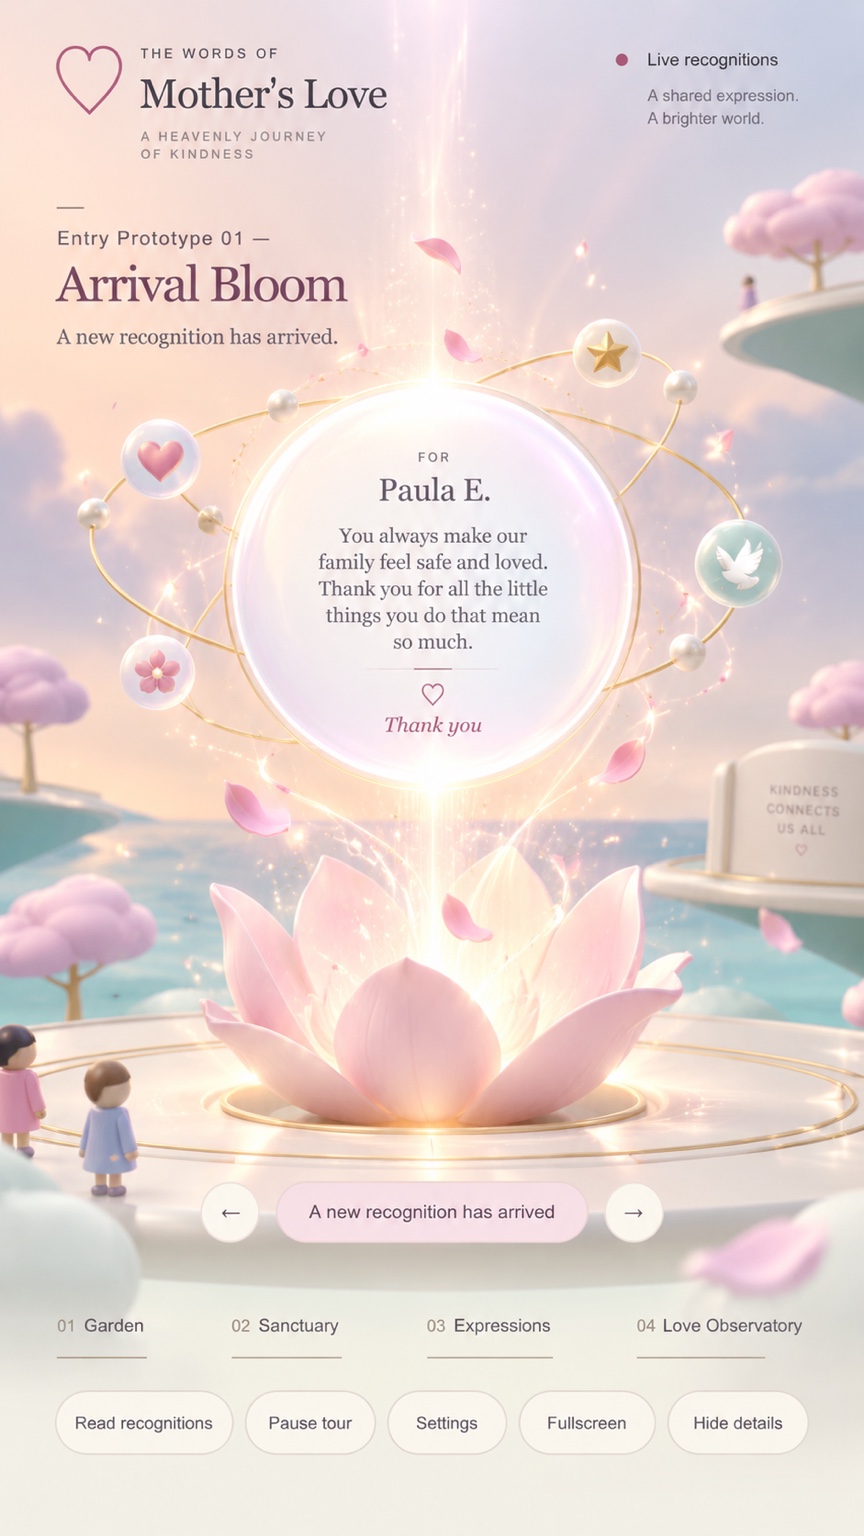 THE WORDS OF
Mother's Love
A HEAVENLY JOURNEY
OF KINDNESS
Live recognitions
A shared expression.
A brighter world.
Entry Prototype 01 —
Arrival Bloom
A new recognition has arrived.
FOR
Paula E.
You always make our
family feel safe and loved.
Thank you for all the little
things you do that mean
so much.
Thank you
KINDNESS
CONNECTS
US ALL
← A new recognition has arrived →
01 Garden
02 Sanctuary
03 Expressions
04 Love Observatory
Read recognitions
Pause tour
Settings
Fullscreen
Hide details